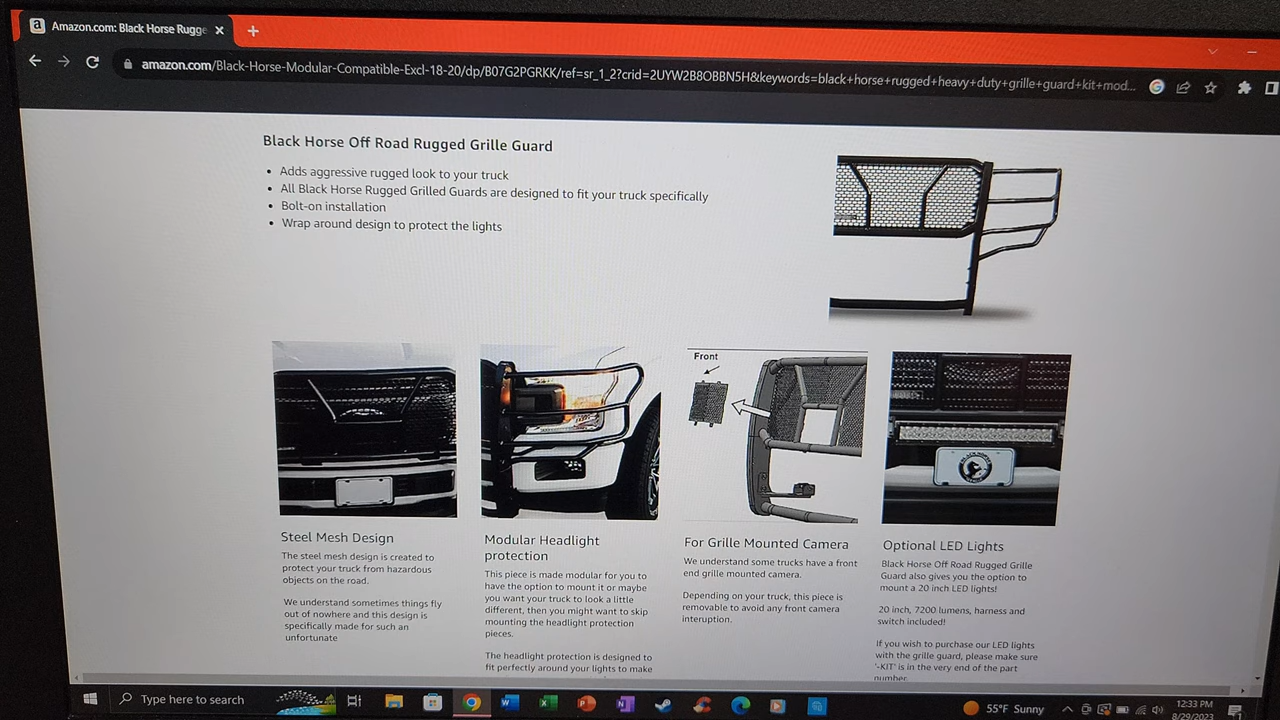 a Amazon.com: Black Horse Rugge
amazon.com/Black-Horse-Modular-Compatible-Excl-18-20/dp/B07G2PGRKK/ref=sr_1_2?crid=2UYW2B8OBBN5H&keywords=black+horse+rugged+heavy+duty+grille+guard+kit+mod...
Black Horse Off Road Rugged Grille Guard
• Adds aggressive rugged look to your truck
• All Black Horse Rugged Grilled Guards are designed to fit your truck specifically
• Bolt-on installation
• Wrap around design to protect the lights
Front
Steel Mesh Design
The steel mesh design is created to
protect your truck from hazardous
objects on the road.
We understand sometimes things fly
out of nowhere and this design is
specifically made for such an
unfortunate
Modular Headlight
protection
This piece is made modular for you to
have the option to mount it or maybe
you want your truck to look a little
different, then you might want to skip
mounting the headlight protection
pieces.
The headlight protection is designed to
fit perfectly around your lights to make
For Grille Mounted Camera
We understand some trucks have a front
end grille mounted camera.
Depending on your truck, this piece is
removable to avoid any front camera
interuption.
BLACK HORSE
Optional LED Lights
Black Horse Off Road Rugged Grille
Guard also gives you the option to
mount a 20 inch LED lights!
20 inch, 7200 lumens, harness and
switch included!
If you wish to purchase our LED lights
with the grille guard, please make sure
'-KIT' is in the very end of the part
number.
Type here to search
55°F Sunny
12:33 PM
8/29/2023